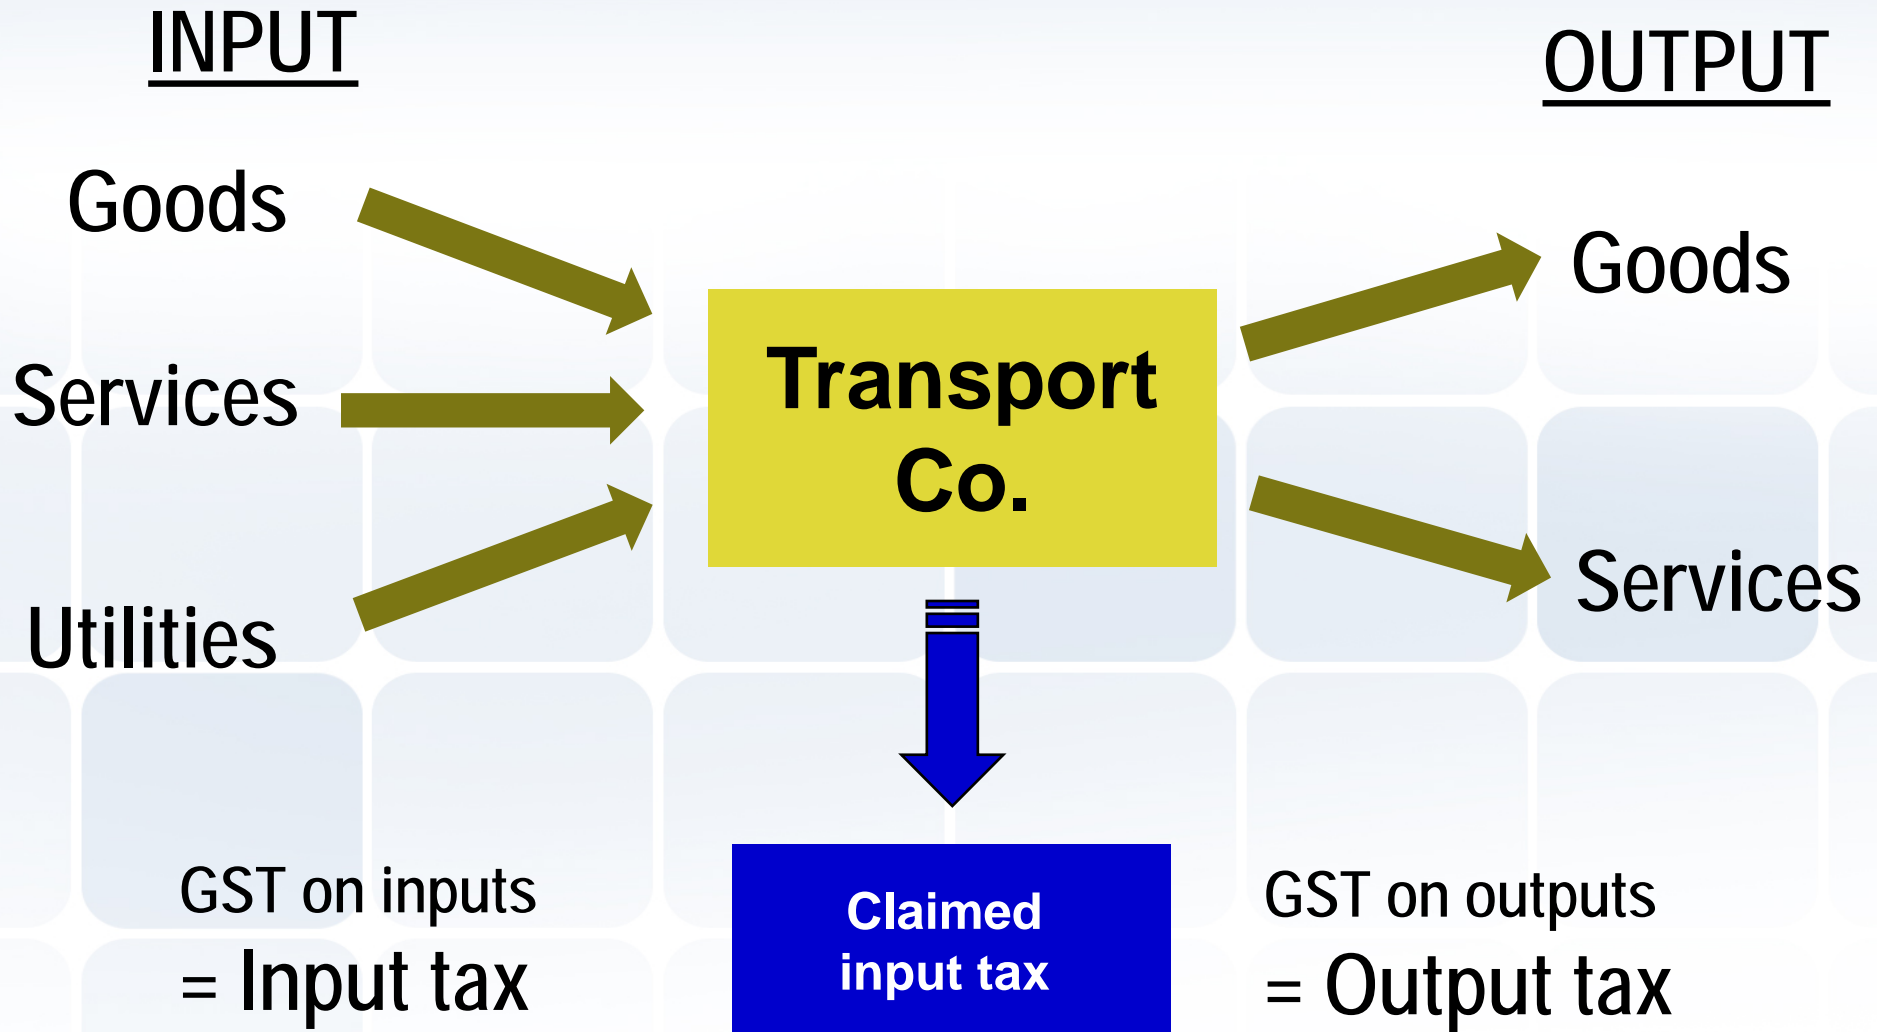 INPUT
OUTPUT
Goods
Services
Utilities
Transport
Co.
Goods
Services
GST on inputs
= Input tax
Claimed
input tax
GST on outputs
= Output tax